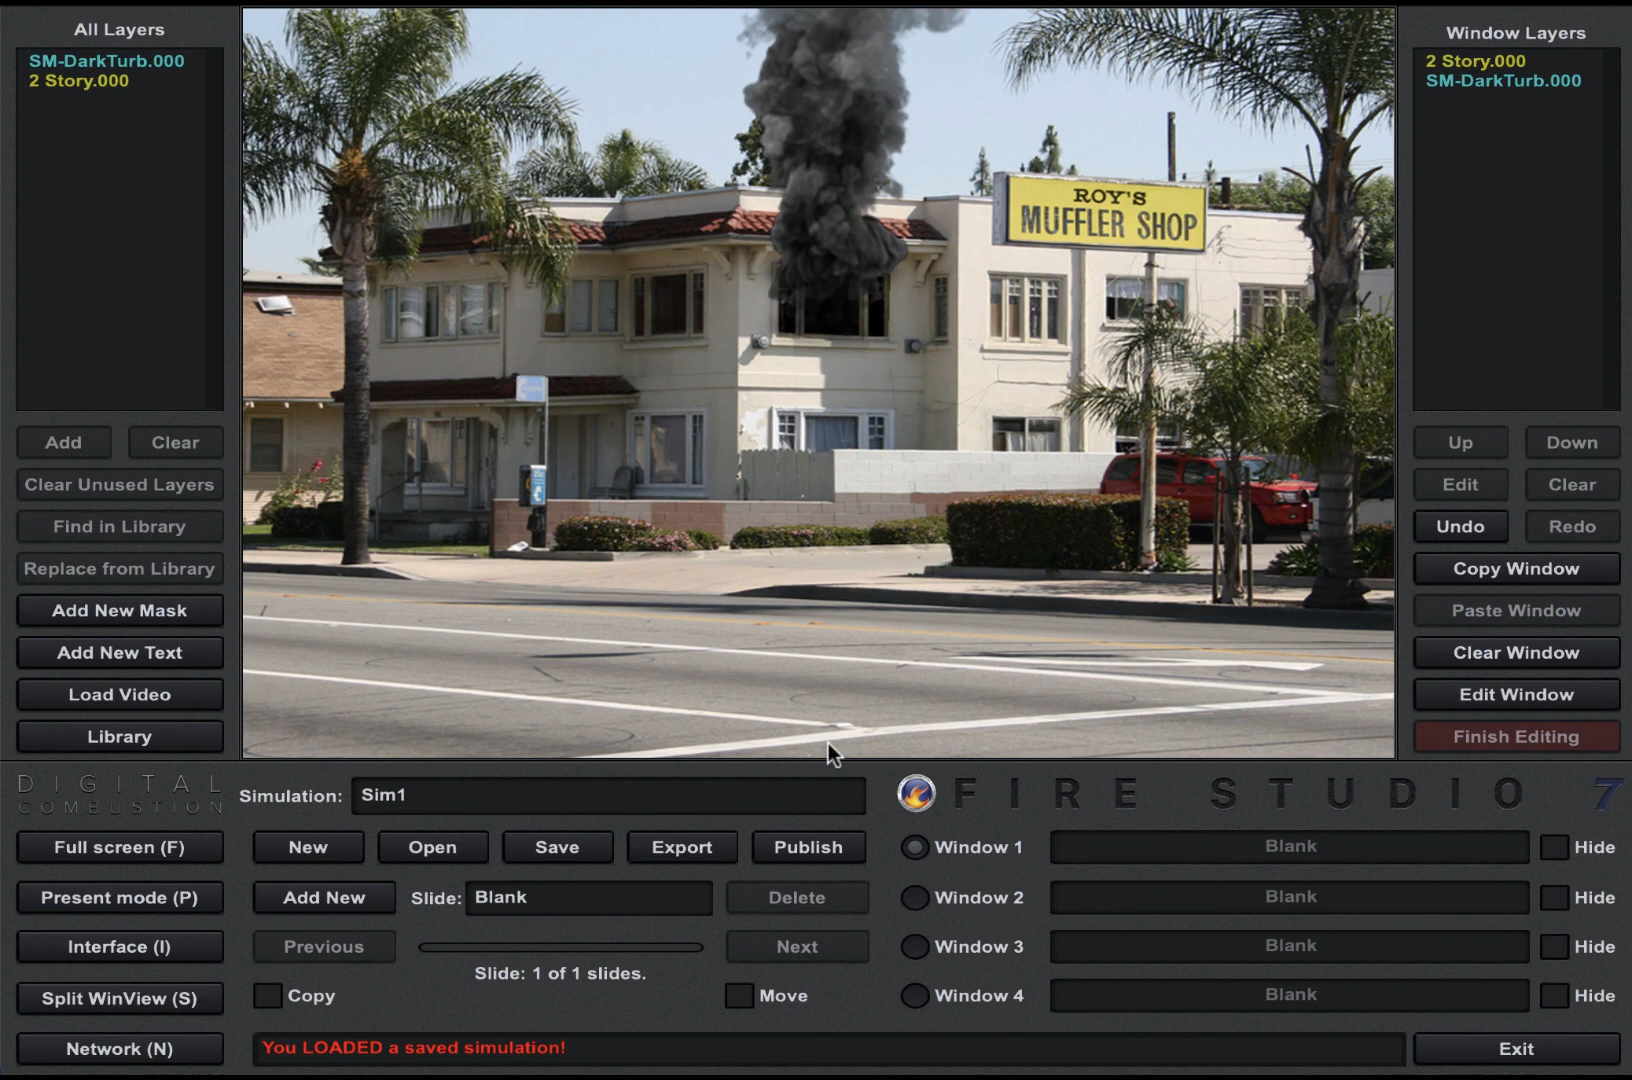 All Layers
SM-DarkTurb.000
2 Story.000
Add
Clear
Clear Unused Layers
Find in Library
Replace from Library
Add New Mask
Add New Text
Load Video
Library
ROY'S
MUFFLER SHOP
Window Layers
2 Story.000
SM-DarkTurb.000
Up
Down
Edit
Clear
Undo
Redo
Copy Window
Paste Window
Clear Window
Edit Window
Finish Editing
DIGITAL
COMBUSTION
Simulation: Sim1
FIRE STUDIO 7
Full screen (F)
New
Open
Save
Export
Publish
Window 1
Blank
Hide
Present mode (P)
Add New
Slide: Blank
Delete
Window 2
Blank
Hide
Interface (I)
Previous
Next
Slide: 1 of 1 slides.
Window 3
Blank
Hide
Split WinView (S)
Copy
Move
Window 4
Blank
Hide
Network (N)
You LOADED a saved simulation!
Exit